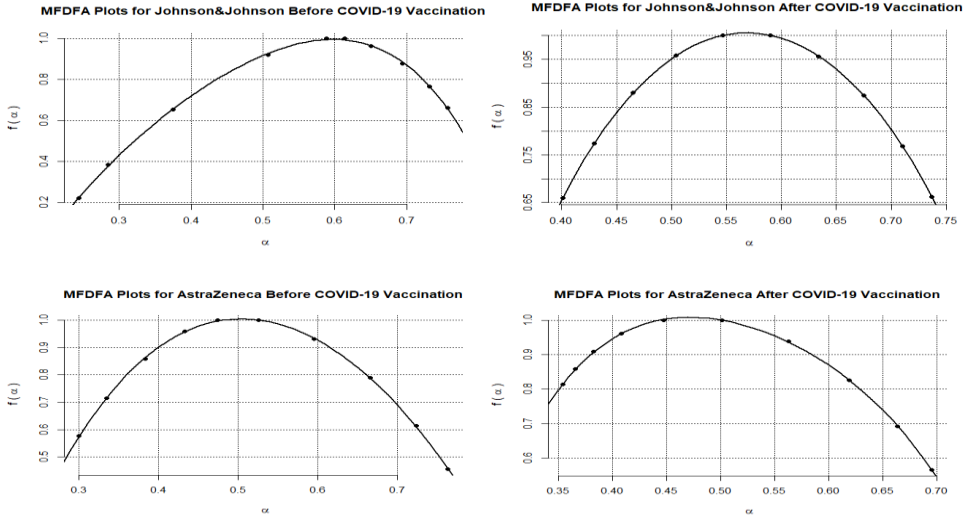 MFDFA Plots for Johnson&Johnson Before COVID-19 Vaccination
f ( α )
1.0
0.8
0.6
0.4
0.2
0.3 0.4 0.5 0.6 0.7
α
MFDFA Plots for Johnson&Johnson After COVID-19 Vaccination
f ( α )
0.95
0.85
0.75
0.65
0.40 0.45 0.50 0.55 0.60 0.65 0.70 0.75
α
MFDFA Plots for AstraZeneca Before COVID-19 Vaccination
f ( α )
1.0
0.9
0.8
0.7
0.6
0.5
0.3 0.4 0.5 0.6 0.7
α
MFDFA Plots for AstraZeneca After COVID-19 Vaccination
f ( α )
1.0
0.9
0.8
0.7
0.6
0.35 0.40 0.45 0.50 0.55 0.60 0.65 0.70
α